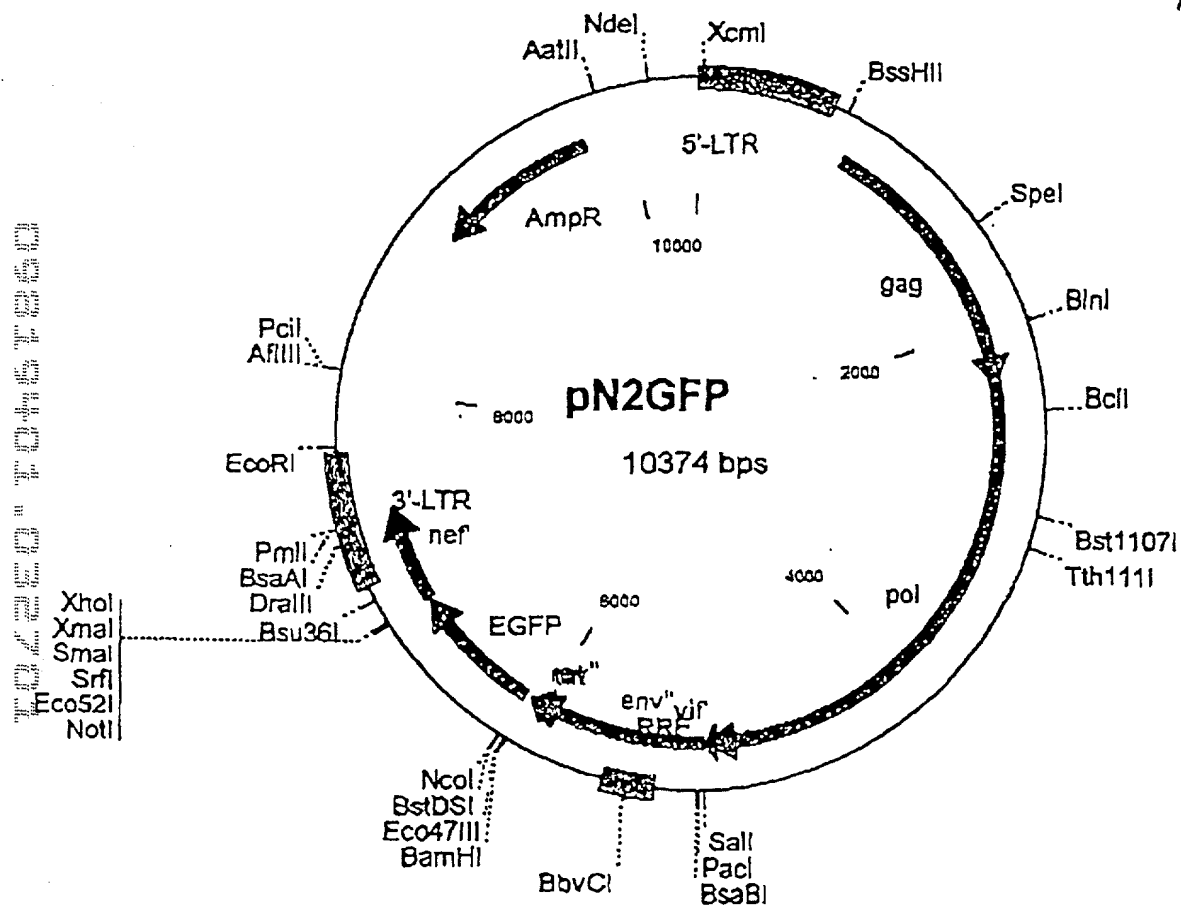 NdeI
XcmI
AatII
BssHII
5'-LTR
AmpR
10000
SpeI
gag
BlnI
PciI
AflIII
2000
pN2GFP
8000
BclI
10374 bps
EcoRI
3'-LTR
nef
Bst1107I
Tth111I
PmlI
BsaAI
DraIII
Bsu36I
4000
pol
6000
EGFP
XhoI
XmaI
SmaI
SrfI
Eco52I
NotI
env"
vif
RRE
NcoI
BstDSI
Eco47III
BamHI
BbvCI
SalI
PacI
BsaBI